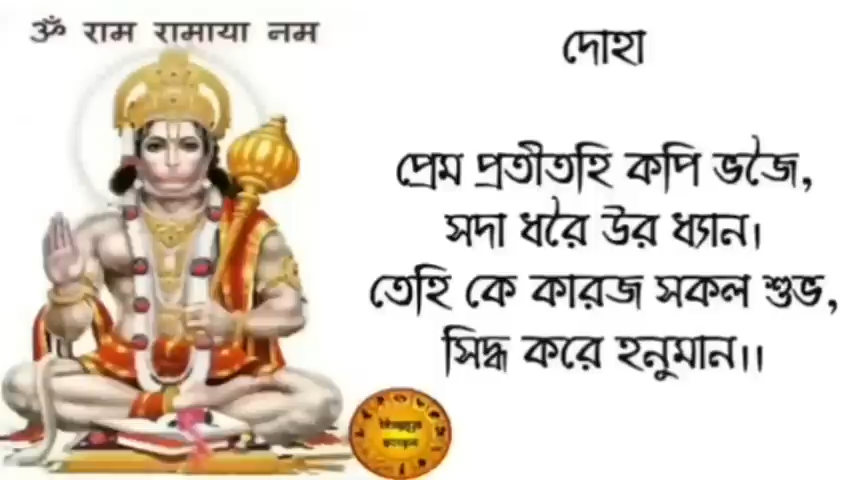 ॐ राम रामाया नम
দোহা
প্রেম প্রতীতহি কপি ভজৈ,
সদা ধরৈ উর ধ্যান।
তেহি কে কারজ সকল শুভ,
সিদ্ধ করে হনুমান।।